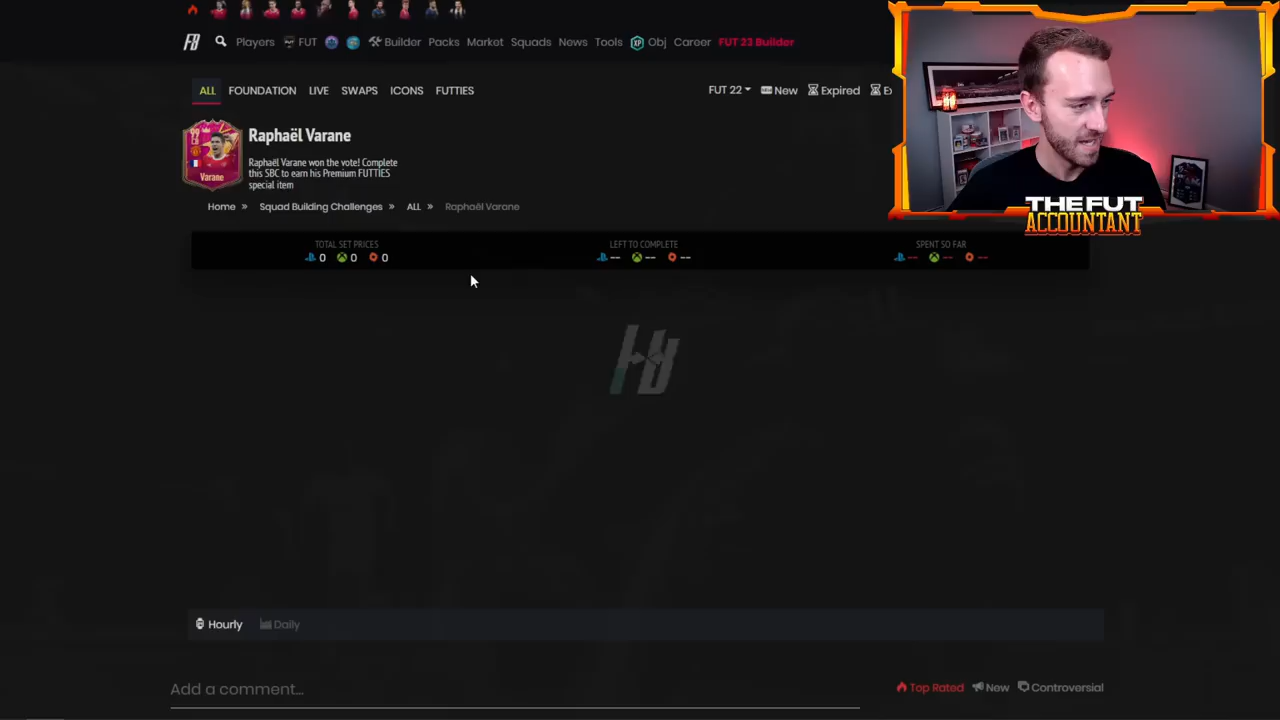 Players FUT Builder Packs Market Squads News Tools XP Obj Career FUT 23 Builder
ALL FOUNDATION LIVE SWAPS ICONS FUTTIES FUT 22 New Expired
Raphaël Varane
99
CB
Varane
Raphaël Varane won the vote! Complete
this SBC to earn his Premium FUTTIES
special item
Home » Squad Building Challenges » ALL » Raphaël Varane
THE FUT
ACCOUNTANT
TOTAL SET PRICES LEFT TO COMPLETE SPENT SO FAR
0 0 0 -- -- -- -- -- --
Hourly Daily
Add a comment... Top Rated New Controversial